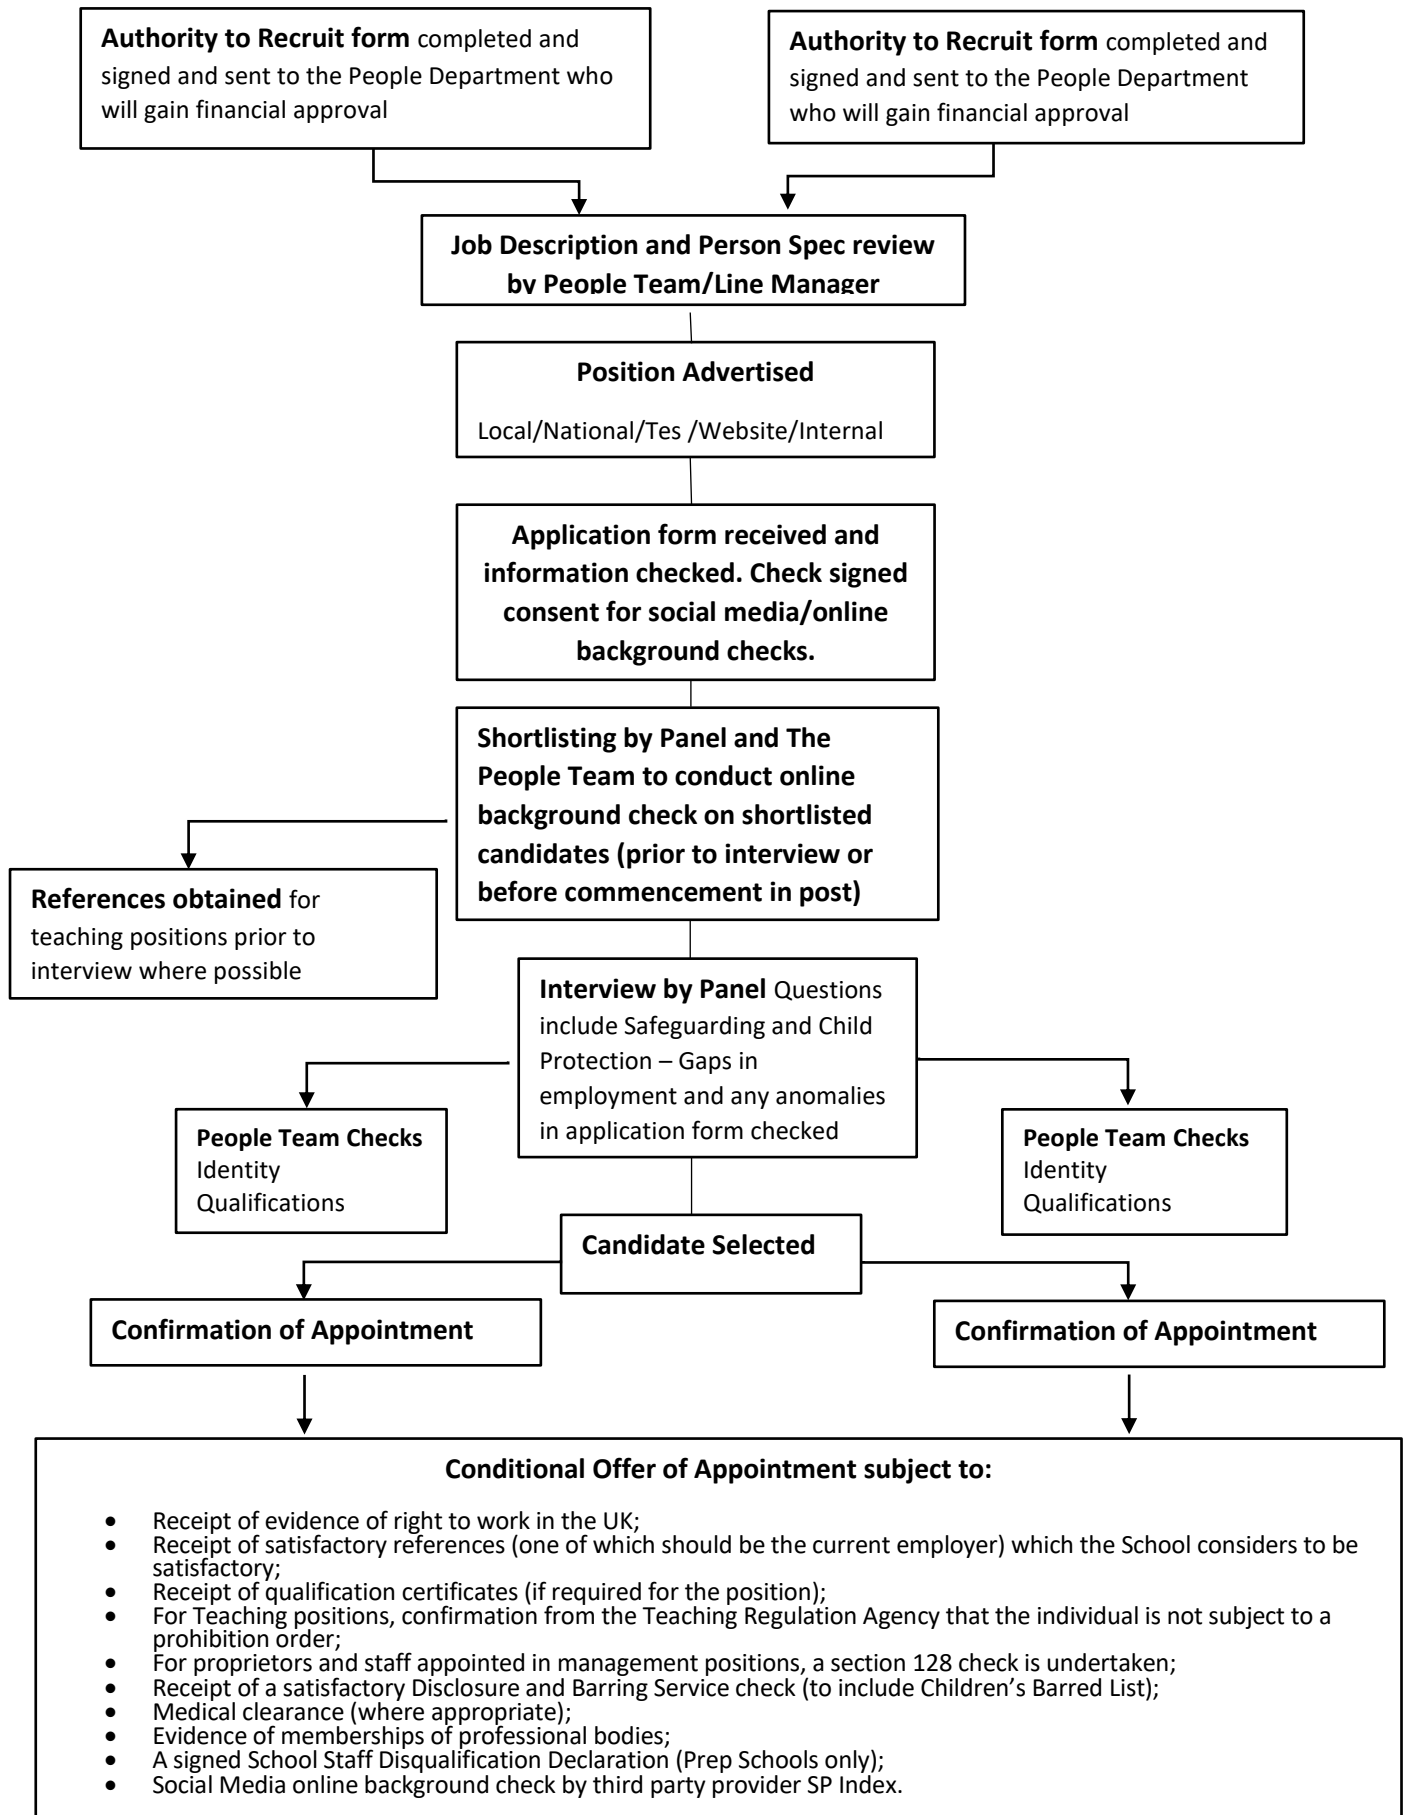 Authority to Recruit form completed and
signed and sent to the People Department who
will gain financial approval
Authority to Recruit form completed and
signed and sent to the People Department
who will gain financial approval
Job Description and Person Spec review
by People Team/Line Manager
Position Advertised
Local/National/Tes /Website/Internal
Application form received and
information checked. Check signed
consent for social media/online
background checks.
Shortlisting by Panel and The
People Team to conduct online
background check on shortlisted
candidates (prior to interview or
before commencement in post)
References obtained for
teaching positions prior to
interview where possible
Interview by Panel Questions
include Safeguarding and Child
Protection – Gaps in
employment and any anomalies
in application form checked
People Team Checks
Identity
Qualifications
People Team Checks
Identity
Qualifications
Candidate Selected
Confirmation of Appointment
Confirmation of Appointment
Conditional Offer of Appointment subject to:
• Receipt of evidence of right to work in the UK;
• Receipt of satisfactory references (one of which should be the current employer) which the School considers to be
satisfactory;
• Receipt of qualification certificates (if required for the position);
• For Teaching positions, confirmation from the Teaching Regulation Agency that the individual is not subject to a
prohibition order;
• For proprietors and staff appointed in management positions, a section 128 check is undertaken;
• Receipt of a satisfactory Disclosure and Barring Service check (to include Children’s Barred List);
• Medical clearance (where appropriate);
• Evidence of memberships of professional bodies;
• A signed School Staff Disqualification Declaration (Prep Schools only);
• Social Media online background check by third party provider SP Index.